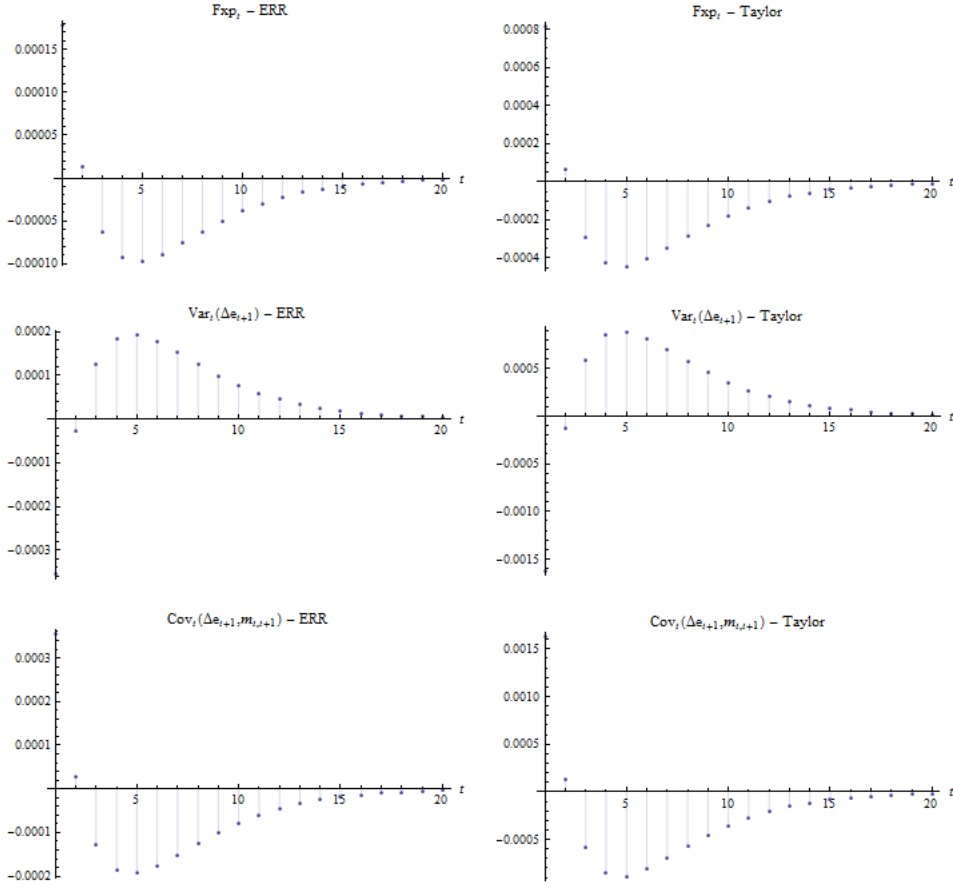 Fxp_t – ERR
0.00015
0.00010
0.00005
−0.00005
−0.00010
5 10 15 20 t
Fxp_t – Taylor
0.0008
0.0006
0.0004
0.0002
−0.0002
−0.0004
5 10 15 20 t
Var_t(Δe_{t+1}) – ERR
0.0002
0.0001
−0.0001
−0.0002
−0.0003
5 10 15 20 t
Var_t(Δe_{t+1}) – Taylor
0.0005
−0.0005
−0.0010
−0.0015
5 10 15 20 t
Cov_t(Δe_{t+1},m_{t,t+1}) – ERR
0.0003
0.0002
0.0001
−0.0001
−0.0002
5 10 15 20 t
Cov_t(Δe_{t+1},m_{t,t+1}) – Taylor
0.0015
0.0010
0.0005
−0.0005
5 10 15 20 t